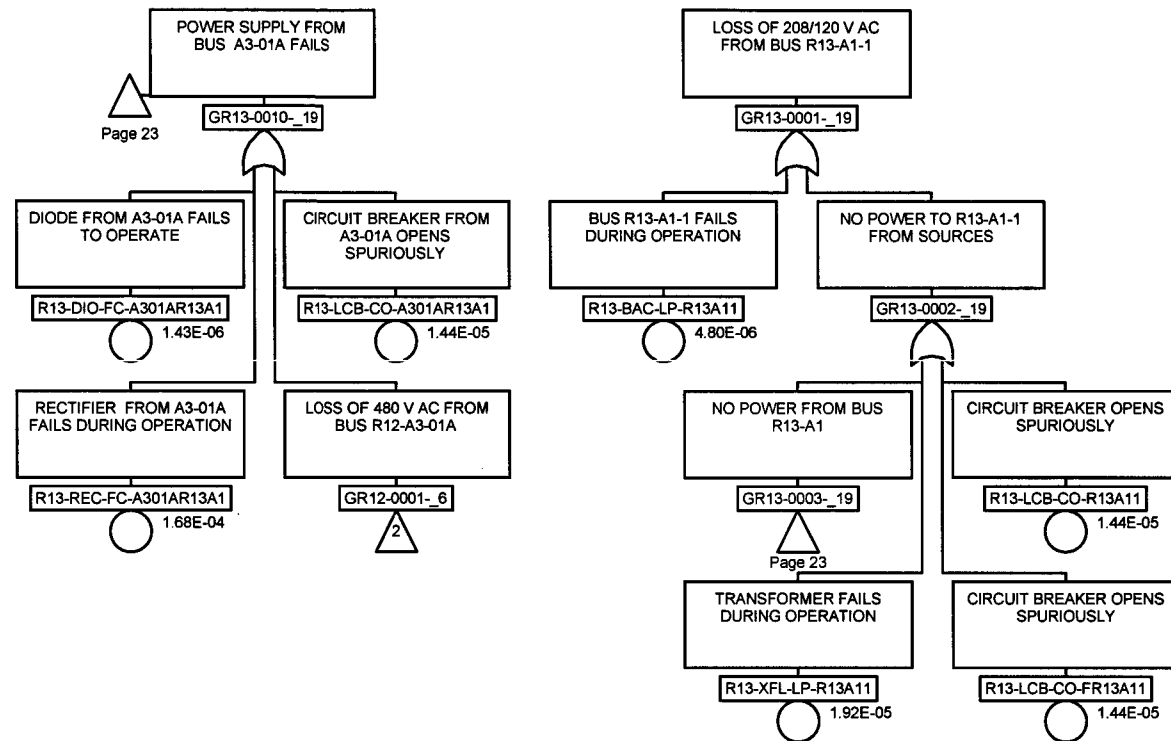 POWER SUPPLY FROM
BUS A3-01A FAILS
Page 23
GR13-0010-_19
DIODE FROM A3-01A FAILS
TO OPERATE
R13-DIO-FC-A301AR13A1
1.43E-06
CIRCUIT BREAKER FROM
A3-01A OPENS
SPURIOUSLY
R13-LCB-CO-A301AR13A1
1.44E-05
RECTIFIER FROM A3-01A
FAILS DURING OPERATION
R13-REC-FC-A301AR13A1
1.68E-04
LOSS OF 480 V AC FROM
BUS R12-A3-01A
GR12-0001-_6
2
LOSS OF 208/120 V AC
FROM BUS R13-A1-1
GR13-0001-_19
BUS R13-A1-1 FAILS
DURING OPERATION
R13-BAC-LP-R13A11
4.80E-06
NO POWER TO R13-A1-1
FROM SOURCES
GR13-0002-_19
NO POWER FROM BUS
R13-A1
GR13-0003-_19
Page 23
CIRCUIT BREAKER OPENS
SPURIOUSLY
R13-LCB-CO-R13A11
1.44E-05
TRANSFORMER FAILS
DURING OPERATION
R13-XFL-LP-R13A11
1.92E-05
CIRCUIT BREAKER OPENS
SPURIOUSLY
R13-LCB-CO-FR13A11
1.44E-05